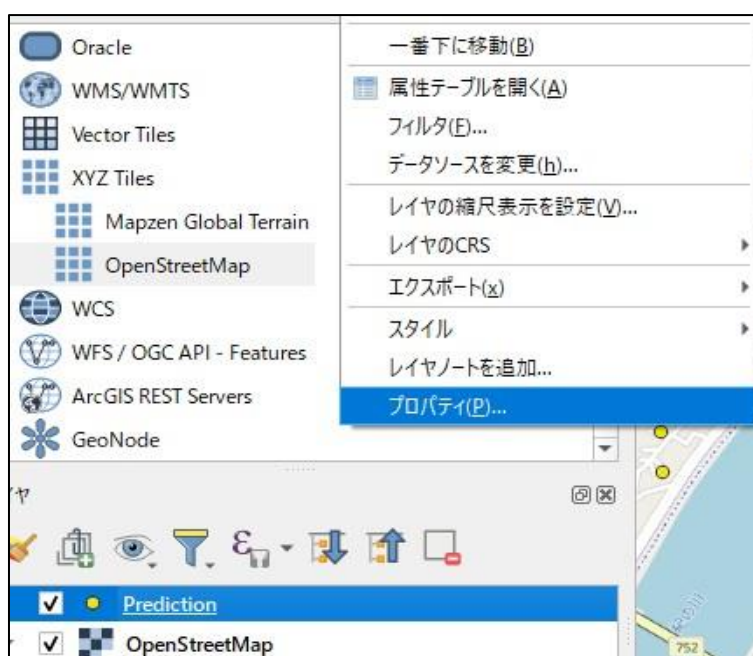 Oracle
WMS/WMTS
Vector Tiles
XYZ Tiles
Mapzen Global Terrain
OpenStreetMap
WCS
WFS / OGC API - Features
ArcGIS REST Servers
GeoNode
一番下に移動(B)
属性テーブルを開く(A)
フィルタ(F)...
データソースを変更(h)...
レイヤの縮尺表示を設定(V)...
レイヤのCRS
エクスポート(x)
スタイル
レイヤノートを追加...
プロパティ(P)...
ヤ
Prediction
OpenStreetMap
752